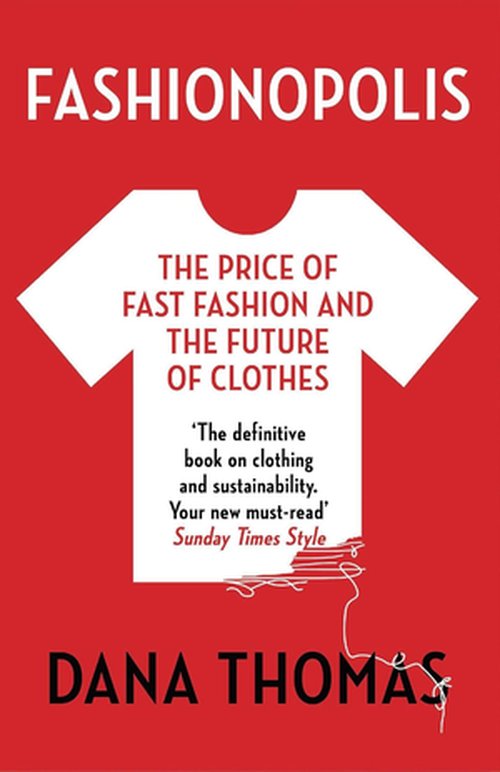 FASHIONOPOLIS
THE PRICE OF
FAST FASHION AND
THE FUTURE
OF CLOTHES
‘The definitive
book on clothing
and sustainability.
Your new must-read’
Sunday Times Style
DANA THOMAS